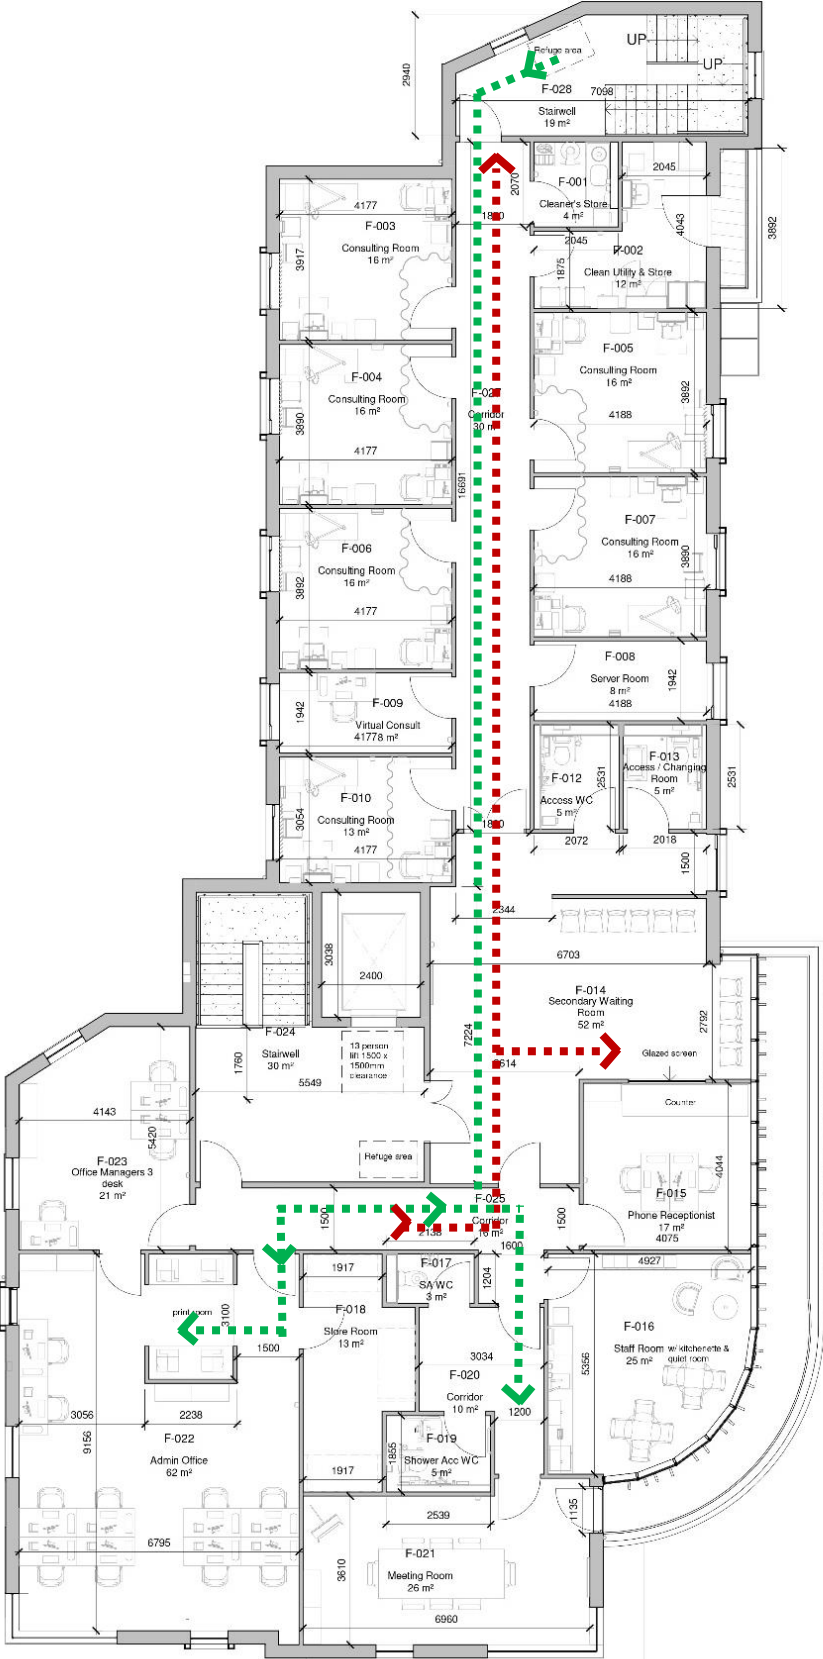 Refuge area
UP
UP
2940
F-028
7098
Stairwell
19 m²
2070
F-001
Cleaner's Store
4 m²
2045
4177
1800
4043
3892
F-003
Consulting Room
16 m²
3917
2045
1875
F-002
Clean Utility & Store
12 m²
F-005
Consulting Room
16 m²
3892
4188
F-004
Consulting Room
16 m²
3890
4177
F-027
Corridor
30 m²
16691
F-007
Consulting Room
16 m²
3890
4188
F-006
Consulting Room
16 m²
3892
4177
F-008
Server Room
8 m²
4188
1942
F-009
Virtual Consult
41778 m²
1942
F-010
Consulting Room
13 m²
3054
4177
F-012
Access WC
5 m²
2531
F-013
Access / Changing
Room
5 m²
2531
2072
2018
1500
2344
3038
2400
6703
F-014
Secondary Waiting
Room
52 m²
2792
7224
Glazed screen
F-024
Stairwell
30 m²
1760
5549
13 person
lift 1500 x
1500mm
clearance
Counter
4143
5420
F-023
Office Managers 3
desk
21 m²
Refuge area
4044
F-015
Phone Receptionist
17 m²
4075
F-025
Corridor
16 m²
1500
2138
1600
1500
4927
1917
F-017
SA WC
3 m²
1204
print room
3100
1500
F-018
Store Room
13 m²
F-016
Staff Room w/ kitchenette &
quiet room
25 m²
5356
3034
F-020
Corridor
10 m²
1200
3056
2238
9156
F-022
Admin Office
62 m²
F-019
Shower Acc WC
5 m²
1855
1917
2539
1135
6795
F-021
Meeting Room
26 m²
3610
6960